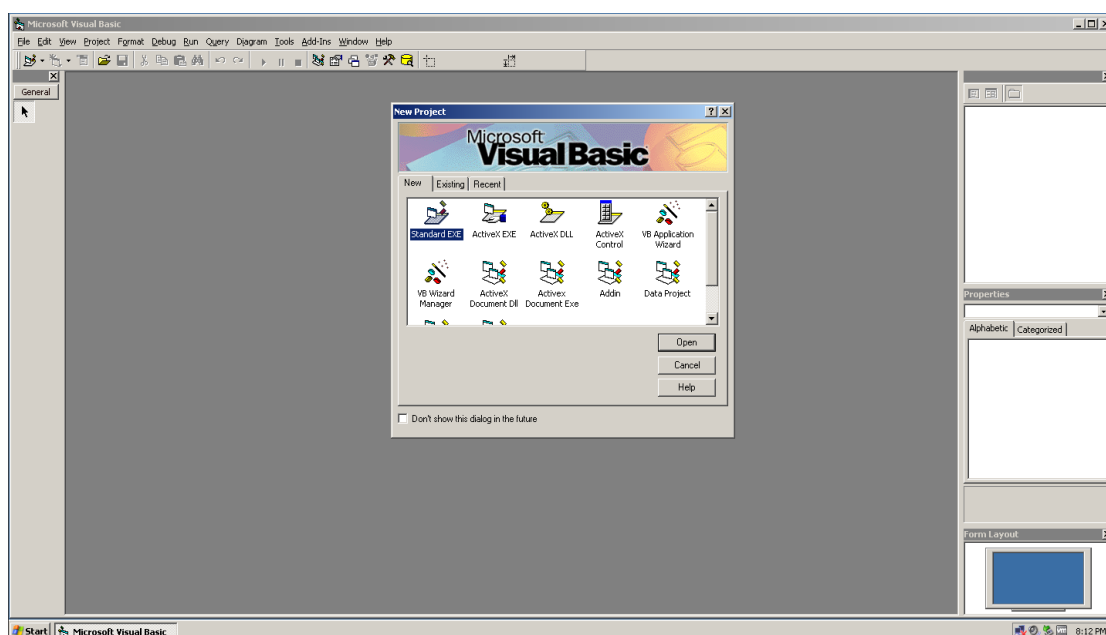 Microsoft Visual Basic
File Edit View Project Format Debug Run Query Diagram Tools Add-Ins Window Help
General
New Project
Microsoft
Visual Basic
New Existing Recent
Standard EXE ActiveX EXE ActiveX DLL ActiveX Control VB Application Wizard
VB Wizard Manager ActiveX Document Dll Activex Document Exe Addin Data Project
Open
Cancel
Help
Don't show this dialog in the future
Properties
Alphabetic Categorized
Form Layout
Start Microsoft Visual Basic 8:12 PM